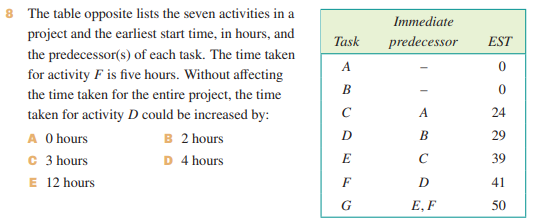 8 The table opposite lists the seven activities in a
project and the earliest start time, in hours, and
the predecessor(s) of each task. The time taken
for activity F is five hours. Without affecting
the time taken for the entire project, the time
taken for activity D could be increased by:
A 0 hours B 2 hours
C 3 hours D 4 hours
E 12 hours
Immediate
Task predecessor EST
A – 0
B – 0
C A 24
D B 29
E C 39
F D 41
G E, F 50